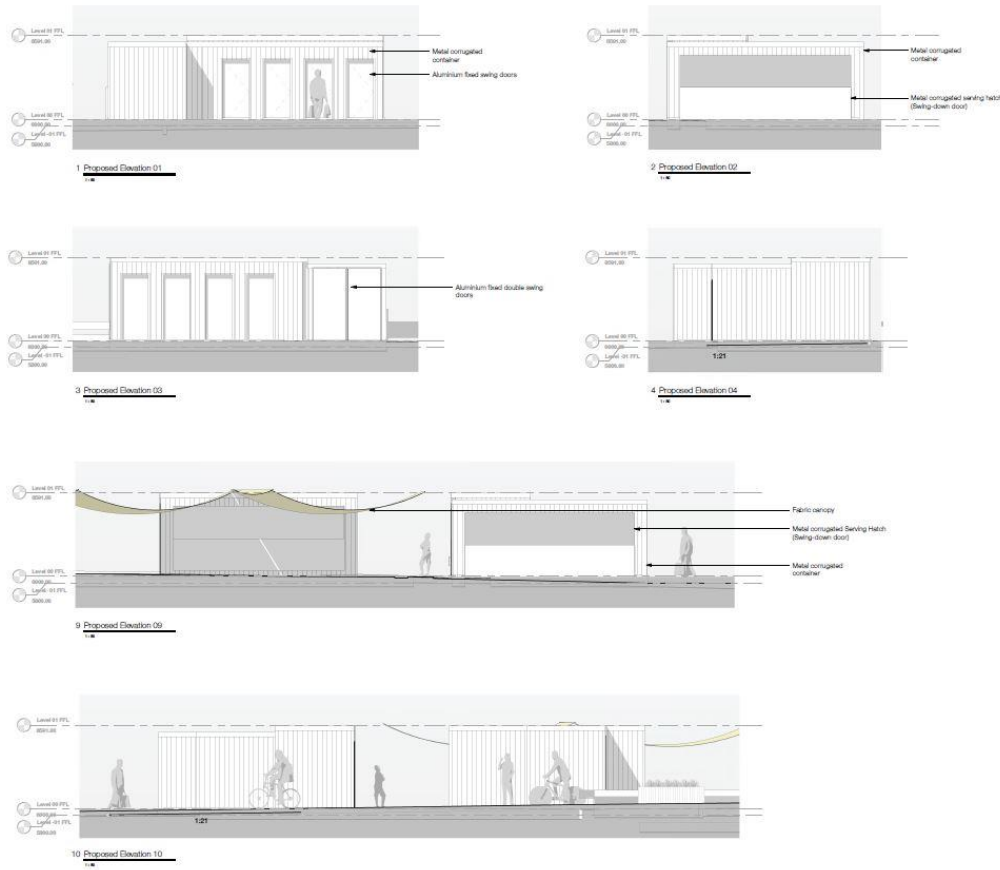 Level 01 FFL
Metal corrugated
container
Aluminium fixed swing doors
Level 00 FFL
Level -01 FFL
1 Proposed Elevation 01
Level 01 FFL
Metal corrugated
container
Metal corrugated serving hatch
(Swing-down door)
Level 00 FFL
Level -01 FFL
2 Proposed Elevation 02
Level 01 FFL
Aluminium fixed double swing
doors
Level 00 FFL
Level -01 FFL
3 Proposed Elevation 03
Level 01 FFL
Level 00 FFL
Level -01 FFL
1:21
4 Proposed Elevation 04
Level 01 FFL
Fabric canopy
Metal corrugated Serving Hatch
(Swing-down door)
Metal corrugated
container
Level 00 FFL
Level -01 FFL
9 Proposed Elevation 09
Level 01 FFL
Level 00 FFL
Level -01 FFL
1:21
10 Proposed Elevation 10